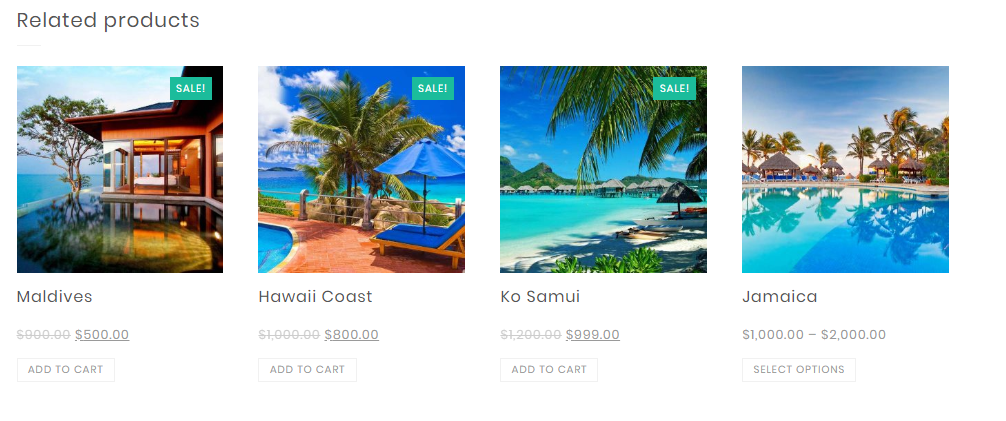 Related products
SALE!
SALE!
SALE!
Maldives
Hawaii Coast
Ko Samui
Jamaica
$900.00 $500.00
$1,000.00 $800.00
$1,200.00 $999.00
$1,000.00 – $2,000.00
ADD TO CART
ADD TO CART
ADD TO CART
SELECT OPTIONS